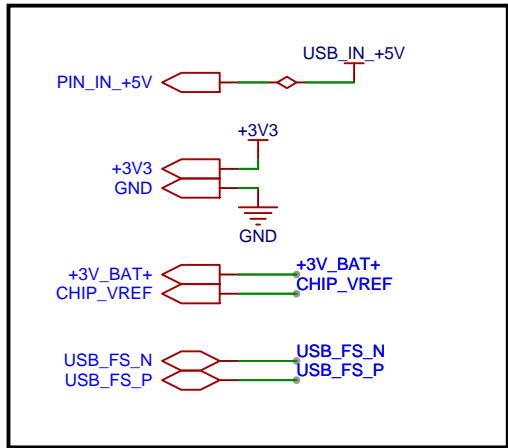 USB_IN_+5V
PIN_IN_+5V
+3V3
+3V3
GND
GND
+3V_BAT+ +3V_BAT+
CHIP_VREF CHIP_VREF
USB_FS_N USB_FS_N
USB_FS_P USB_FS_P